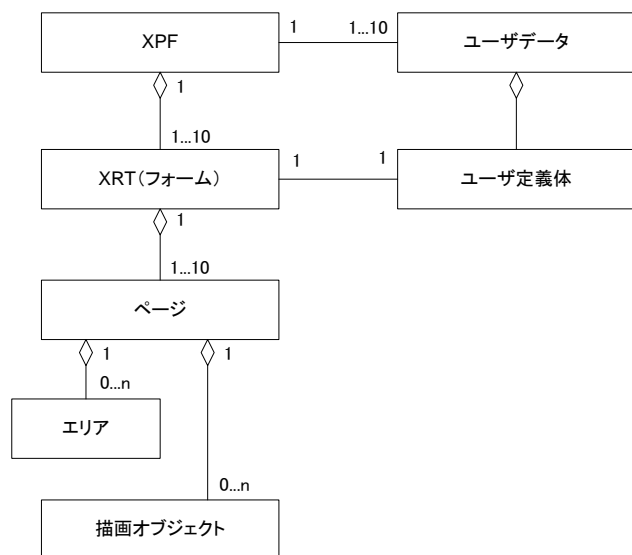 XPF
1
1...10
ユーザデータ
1
1...10
XRT(フォーム)
1
1
ユーザ定義体
1
1...10
ページ
1
1
0...n
エリア
0...n
描画オブジェクト